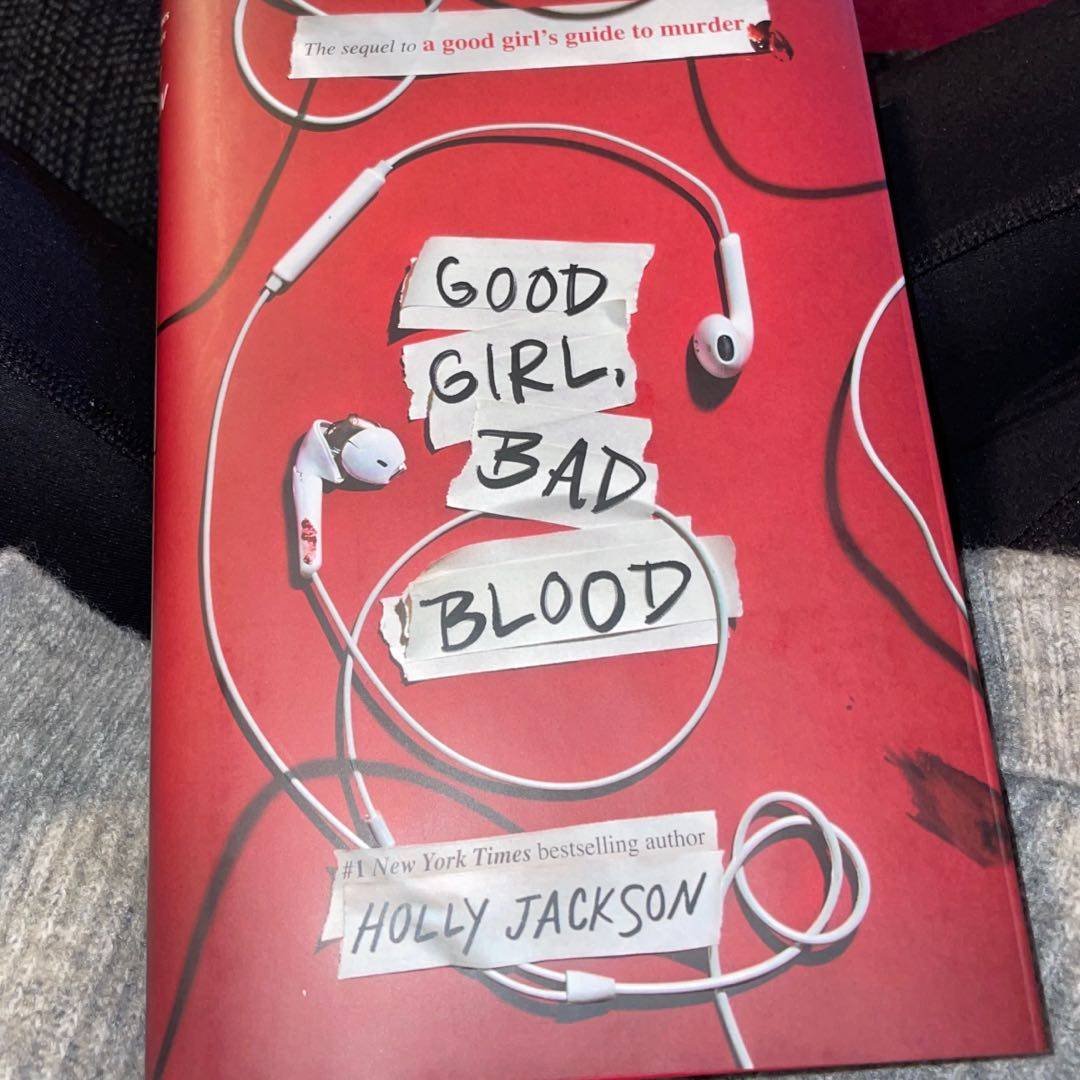 The sequel to a good girl's guide to murder
GOOD
GIRL,
BAD
BLOOD
#1 New York Times bestselling author
HOLLY JACKSON